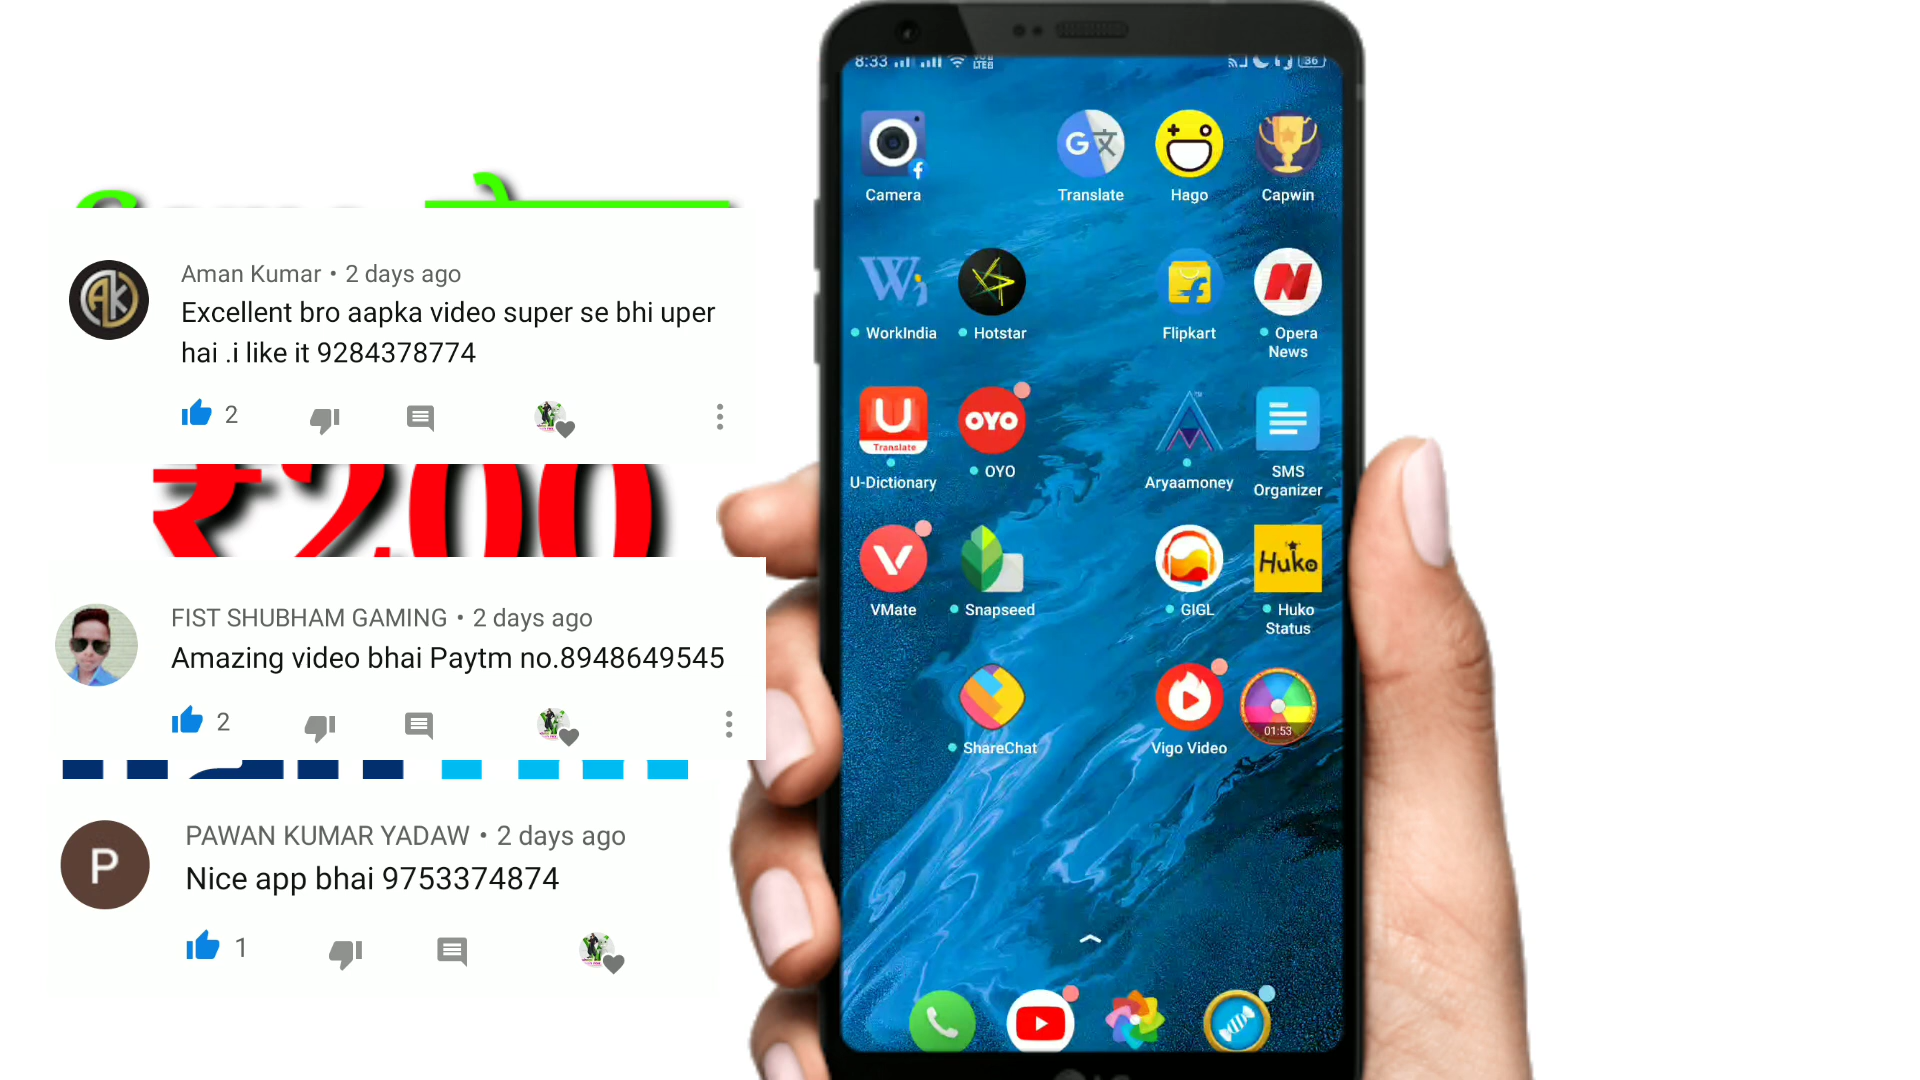 Aman Kumar • 2 days ago
Excellent bro aapka video super se bhi uper
hai .i like it 9284378774
2
₹200
FIST SHUBHAM GAMING • 2 days ago
Amazing video bhai Paytm no.8948649545
2
PAWAN KUMAR YADAW • 2 days ago
Nice app bhai 9753374874
1
8:33
36
Camera
Translate
Hago
Capwin
WorkIndia
Hotstar
Flipkart
Opera
News
U
Translate
U-Dictionary
OYO
OYO
Aryaamoney
SMS
Organizer
VMate
Snapseed
GIGL
Huko
Huko
Status
ShareChat
Vigo Video
01:53